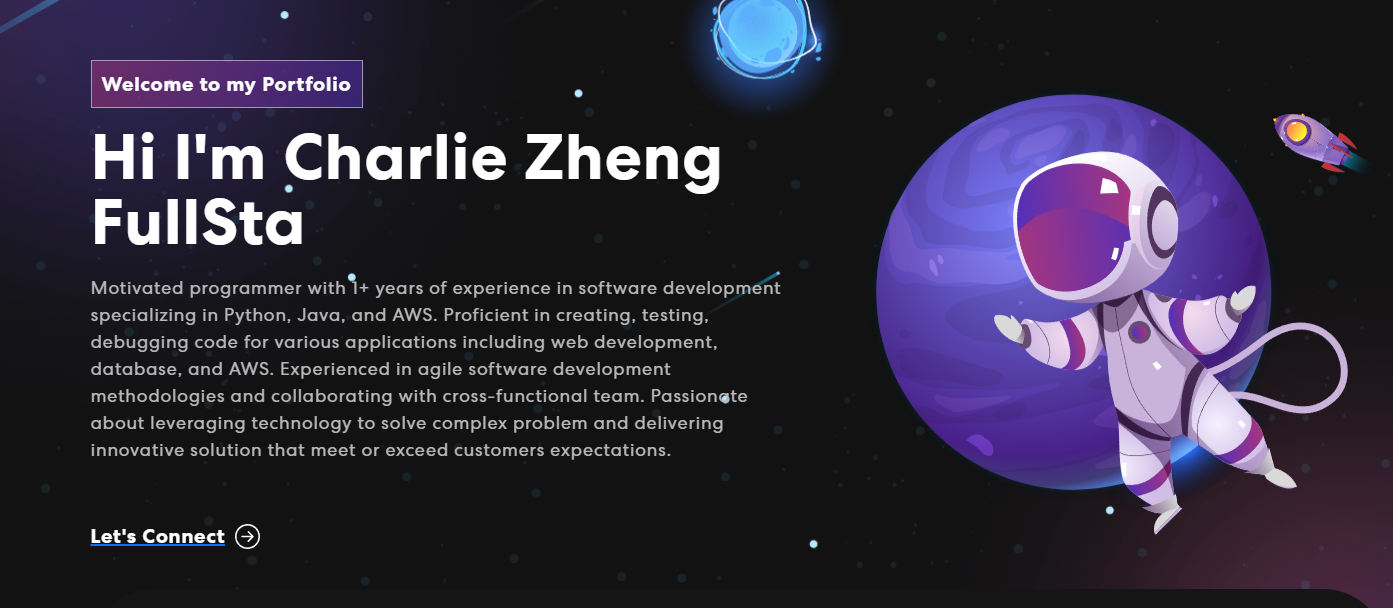 Welcome to my Portfolio
Hi I'm Charlie Zheng
FullSta
Motivated programmer with 1+ years of experience in software development
specializing in Python, Java, and AWS. Proficient in creating, testing,
debugging code for various applications including web development,
database, and AWS. Experienced in agile software development
methodologies and collaborating with cross-functional team. Passionate
about leveraging technology to solve complex problem and delivering
innovative solution that meet or exceed customers expectations.
Let's Connect